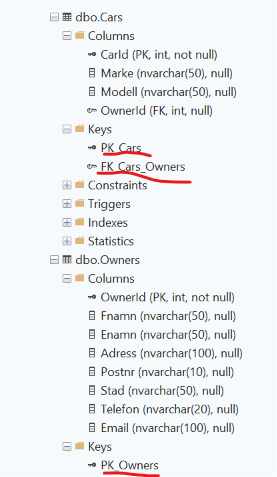 dbo.Cars
Columns
CarId (PK, int, not null)
Marke (nvarchar(50), null)
Modell (nvarchar(50), null)
OwnerId (FK, int, null)
Keys
PK_Cars
FK_Cars_Owners
Constraints
Triggers
Indexes
Statistics
dbo.Owners
Columns
OwnerId (PK, int, not null)
Fnamn (nvarchar(50), null)
Enamn (nvarchar(50), null)
Adress (nvarchar(100), null)
Postnr (nvarchar(10), null)
Stad (nvarchar(50), null)
Telefon (nvarchar(20), null)
Email (nvarchar(100), null)
Keys
PK_Owners